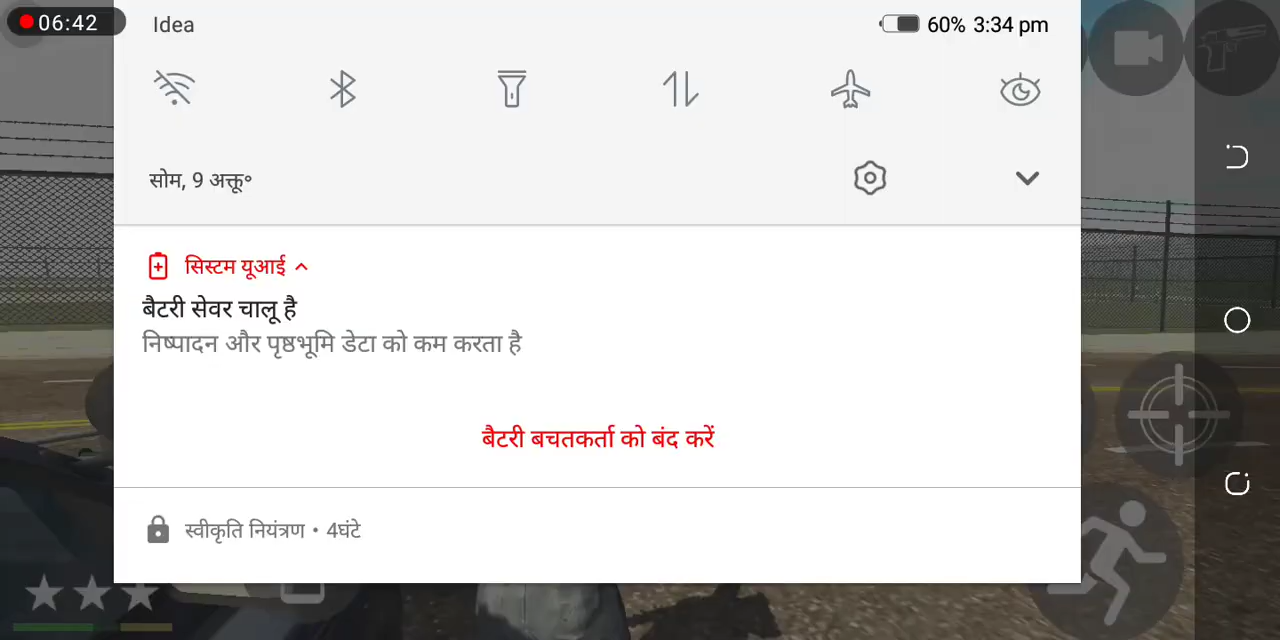 06:42
Idea
60% 3:34 pm
सोम, 9 अक्तू॰
सिस्टम यूआई
बैटरी सेवर चालू है
निष्पादन और पृष्ठभूमि डेटा को कम करता है
बैटरी बचतकर्ता को बंद करें
स्वीकृति नियंत्रण • 4घंटे